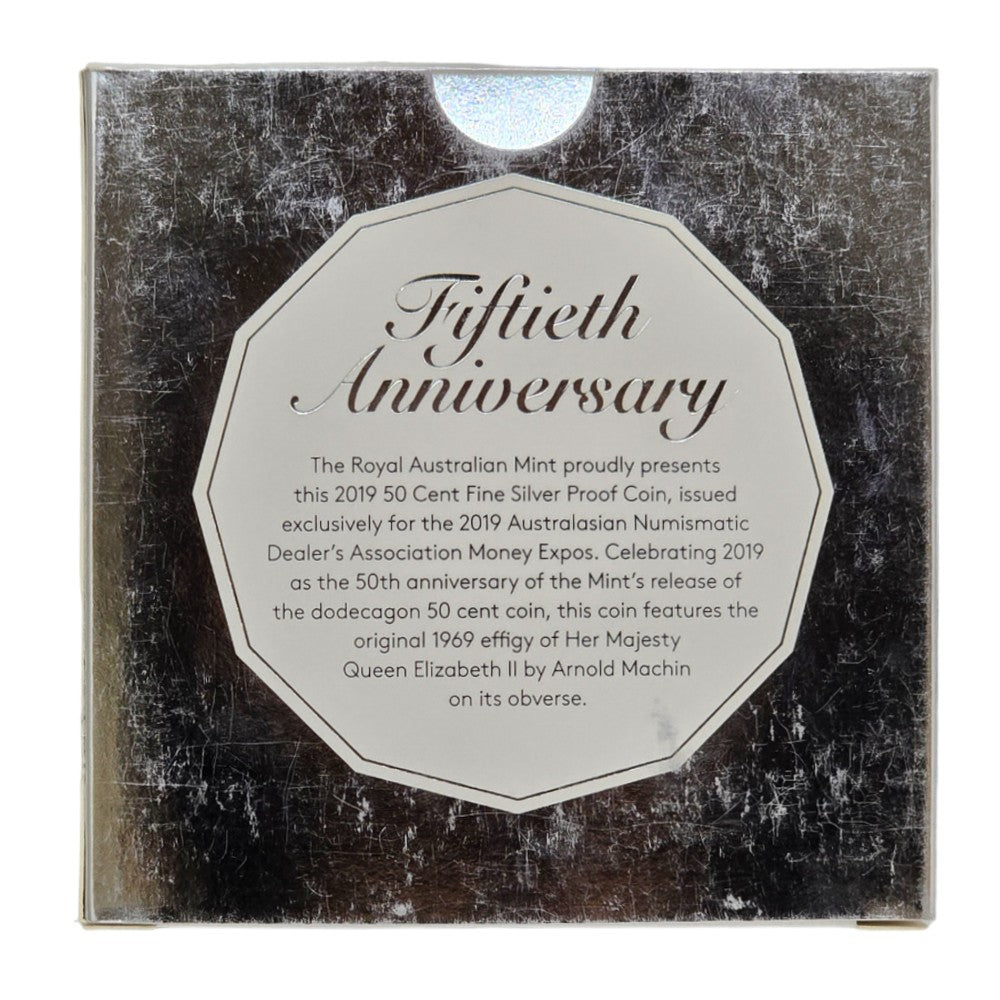 Fiftieth
Anniversary
The Royal Australian Mint proudly presents
this 2019 50 Cent Fine Silver Proof Coin, issued
exclusively for the 2019 Australasian Numismatic
Dealer's Association Money Expos. Celebrating 2019
as the 50th anniversary of the Mint's release of
the dodecagon 50 cent coin, this coin features the
original 1969 effigy of Her Majesty
Queen Elizabeth II by Arnold Machin
on its obverse.